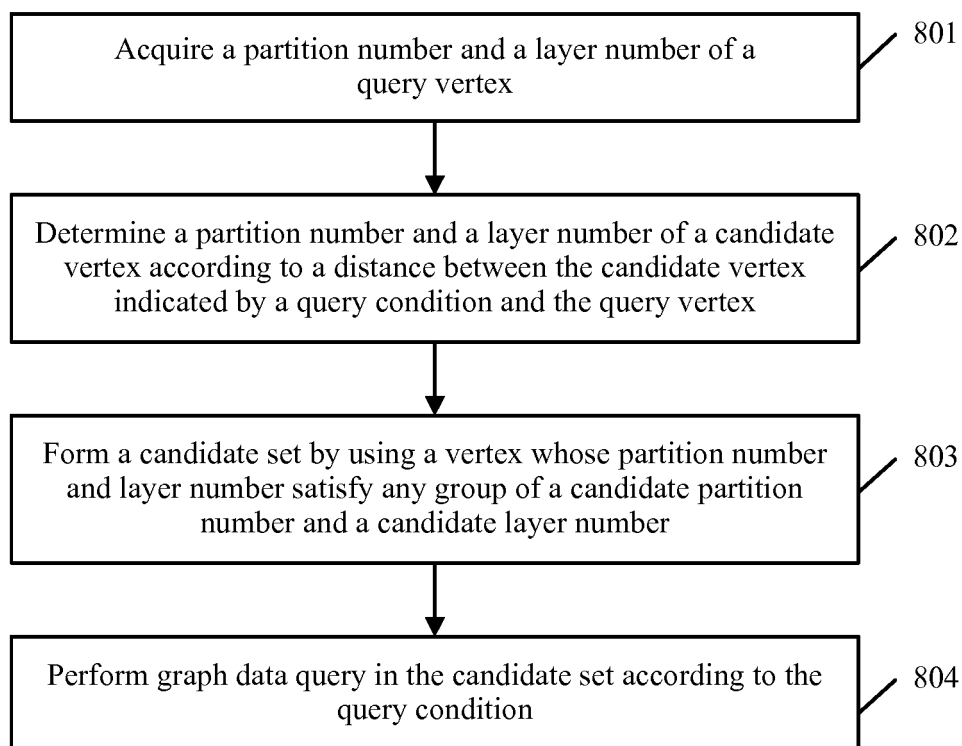 Acquire a partition number and a layer number of a
query vertex
801
Determine a partition number and a layer number of a candidate
vertex according to a distance between the candidate vertex
indicated by a query condition and the query vertex
802
Form a candidate set by using a vertex whose partition number
and layer number satisfy any group of a candidate partition
number and a candidate layer number
803
Perform graph data query in the candidate set according to the
query condition
804